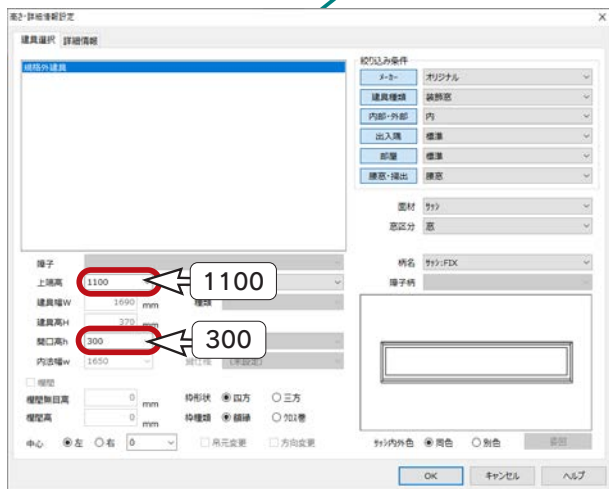 高さ・詳細情報設定
建具選択 詳細情報
規格外建具
絞り込み条件
ﾒｰｶｰ オリジナル
建具種類 装飾窓
内部・外部 内
出入隅 標準
部屋 標準
腰窓・掃出 腰窓
面材 ｻｯｼ
窓区分 窓
障子
柄名 ｻｯｼ:FIX
上端高 1100
1100
障子柄
建具幅W 1690 mm 種類
建具高H 370 mm
開口高h 300
300
内法幅w 1650 (未設定)
欄間
欄間無目高 0 mm 枠形状 四方 三方
欄間高 0 mm 枠種類 額縁 ｸﾛｽ巻
中心 左 右 0 吊元変更 方向変更
ｻｯｼ内外色 同色 別色 姿図
OK キャンセル ヘルプ